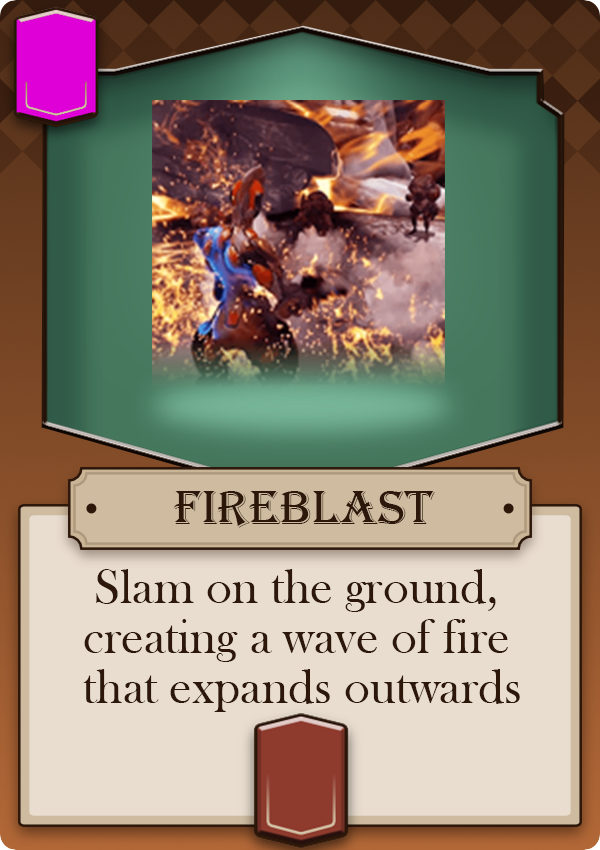 FIREBLAST
Slam on the ground,
creating a wave of fire
that expands outwards